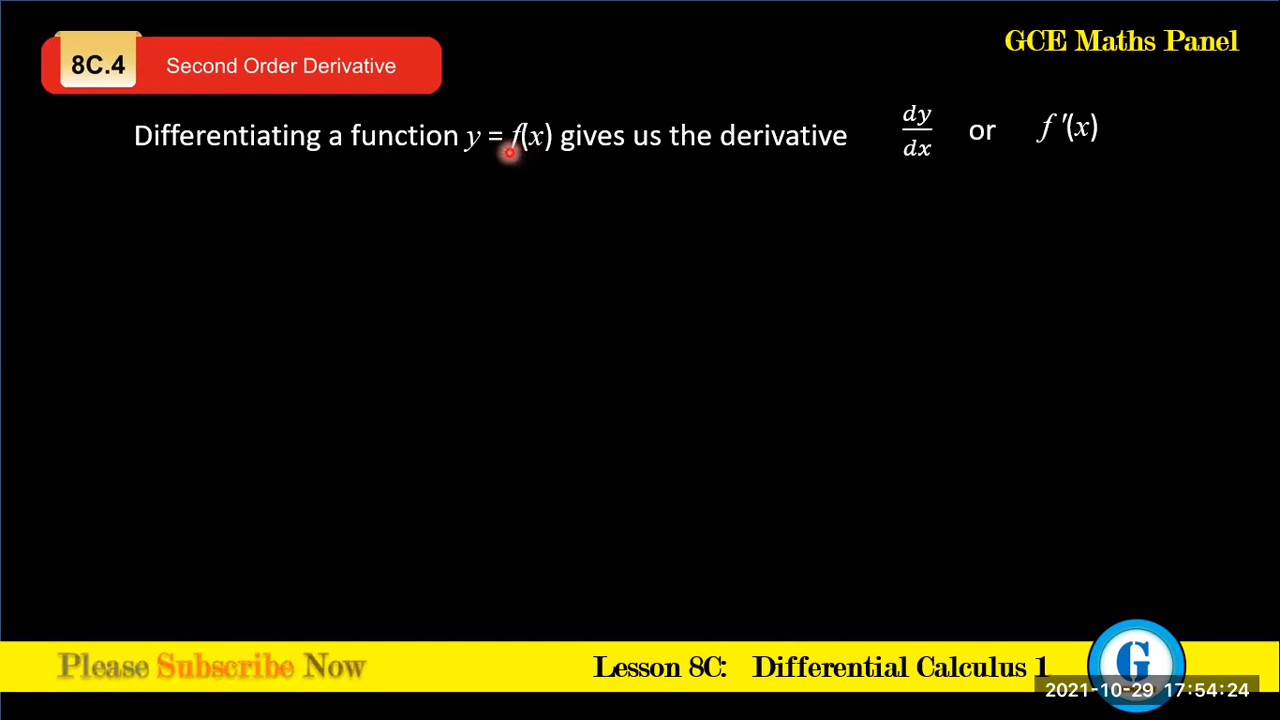 GCE Maths Panel
8C.4 Second Order Derivative
Differentiating a function y = f(x) gives us the derivative dy/dx or f ′(x)
Please Subscribe Now
Lesson 8C: Differential Calculus 1
G
2021-10-29 17:54:24